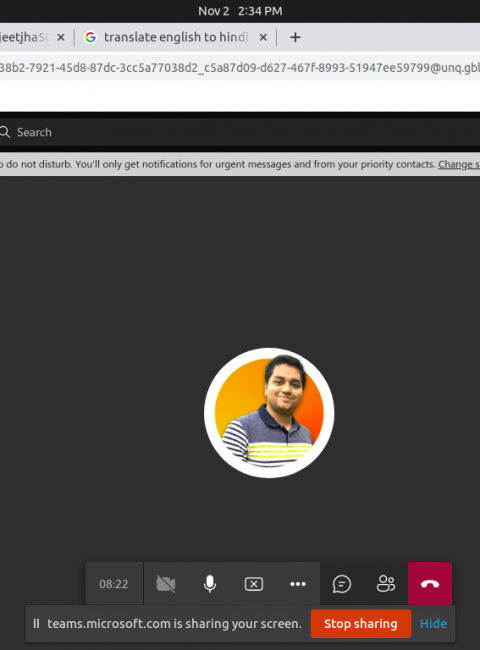 Nov 2 2:34 PM
jeetjha50 translate english to hindi
38b2-7921-45d8-87dc-3cc5a77038d2_c5a87d09-d627-467f-8993-51947ee59799@unq.gbl
Search
o do not disturb. You'll only get notifications for urgent messages and from your priority contacts. Change s
08:22
teams.microsoft.com is sharing your screen. Stop sharing Hide